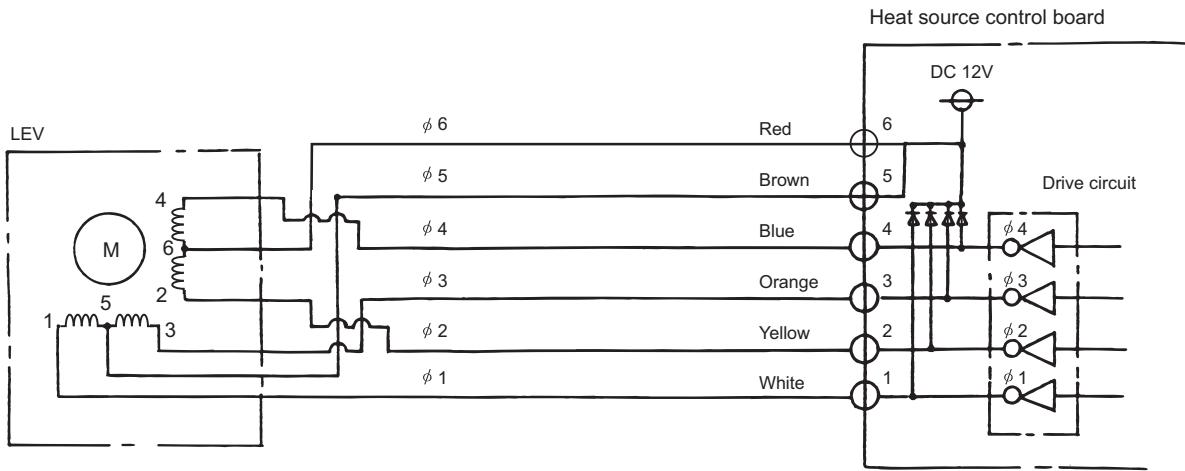 Heat source control board
DC 12V
LEV
ϕ 6 Red 6
ϕ 5 Brown 5
Drive circuit
4
ϕ 4 Blue 4 ϕ 4
M
6
ϕ 3 Orange 3 ϕ 3
2
5
1 3
ϕ 2 Yellow 2 ϕ 2
ϕ 1 White 1 ϕ 1